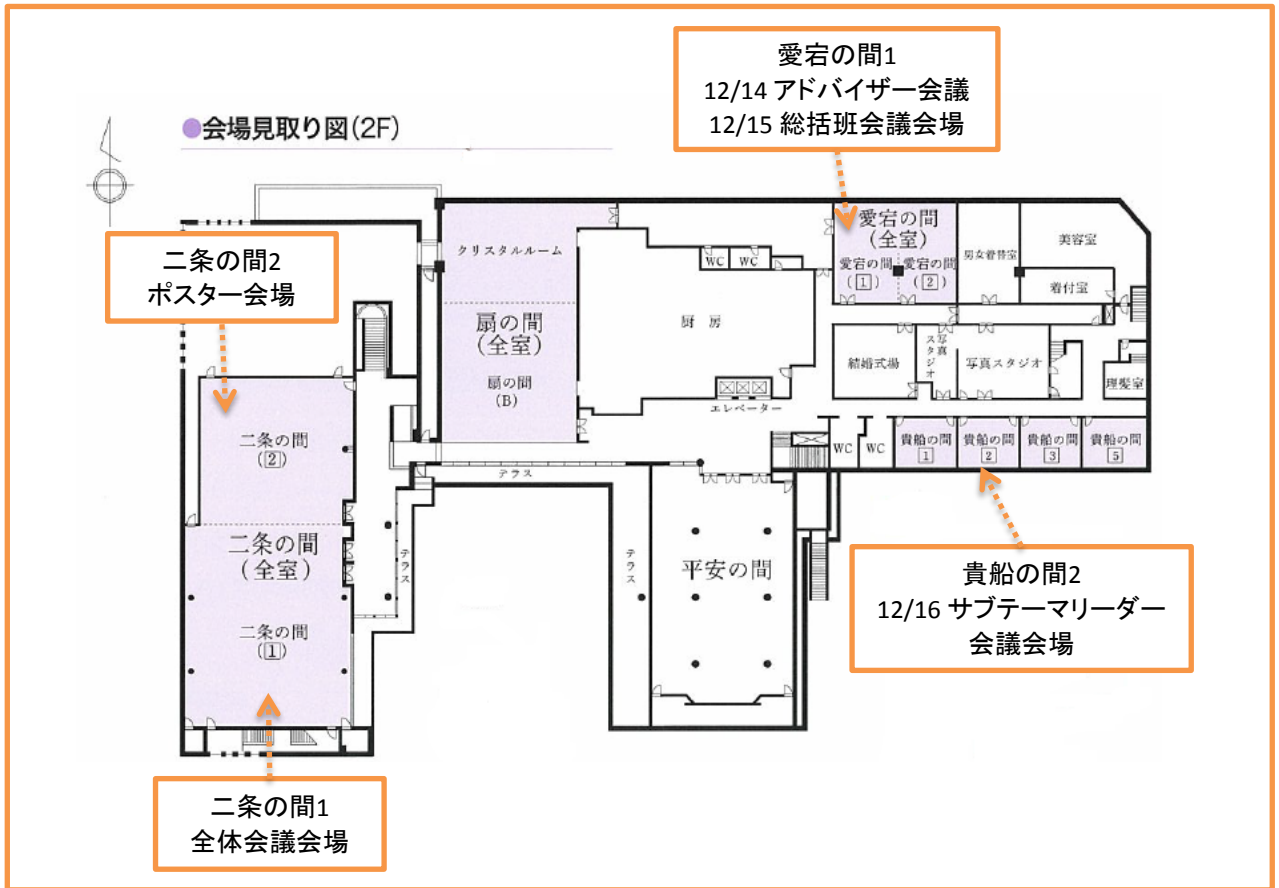 愛宕の間1
12/14 アドバイザー会議
12/15 総括班会議会場
●会場見取り図(2F)
二条の間2
ポスター会場
クリスタルルーム
扇の間
(全室)
扇の間
(B)
WC
WC
厨房
愛宕の間
(全室)
愛宕の間
(1)
愛宕の間
(2)
男女着替室
美容室
着付室
結婚式場
写真
スタジオ
写真スタジオ
理髪室
エレベーター
WC
WC
貴船の間
1
貴船の間
2
貴船の間
3
貴船の間
5
二条の間
(2)
二条の間
(全室)
二条の間
(1)
テラス
テラス
テラス
平安の間
貴船の間2
12/16 サブテーマリーダー
会議会場
二条の間1
全体会議会場